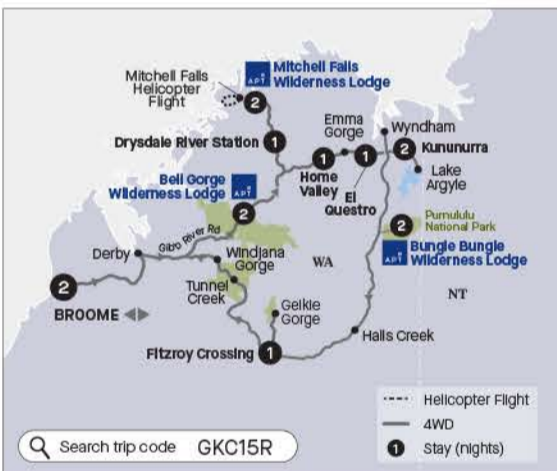 Mitchell Falls
Helicopter
Flight
APT
Mitchell Falls
Wilderness Lodge
2
Drysdale River Station
1
Emma
Gorge
Wyndham
2
Kununurra
1
Home
Valley
1
El
Questro
Lake
Argyle
Bell Gorge
Wilderness Lodge
APT
2
Purnululu
National Park
2
APT
Bungle Bungle
Wilderness Lodge
Gibb River Rd
Derby
Windjana
Gorge
WA
NT
Tunnel
Creek
2
BROOME
Geikie
Gorge
Halls Creek
Fitzroy Crossing
1
Helicopter Flight
4WD
1 Stay (nights)
Search trip code GKC15R